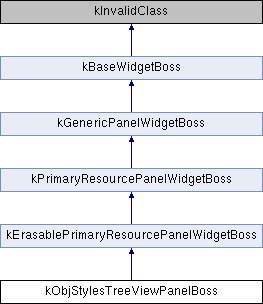 kInvalidClass
kBaseWidgetBoss
kGenericPanelWidgetBoss
kPrimaryResourcePanelWidgetBoss
kErasablePrimaryResourcePanelWidgetBoss
kObjStylesTreeViewPanelBoss